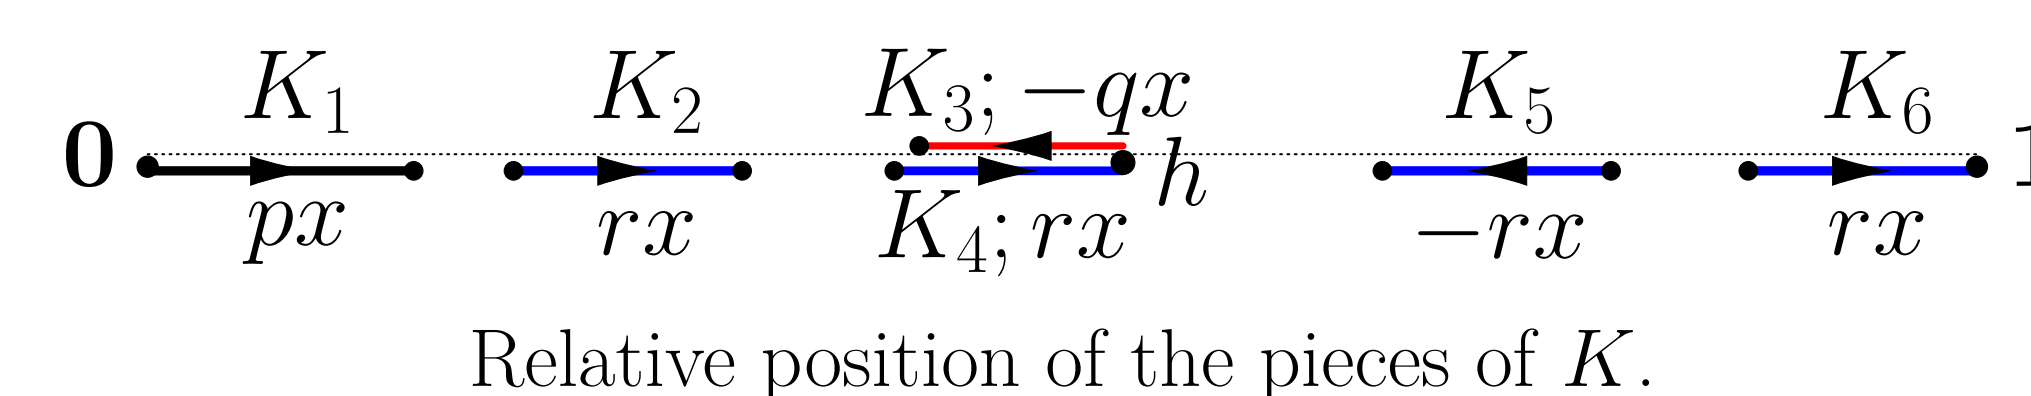 K₁ K₂ K₃; −qx K₅ K₆
0 h 1
px rx K₄; rx −rx rx
Relative position of the pieces of K.